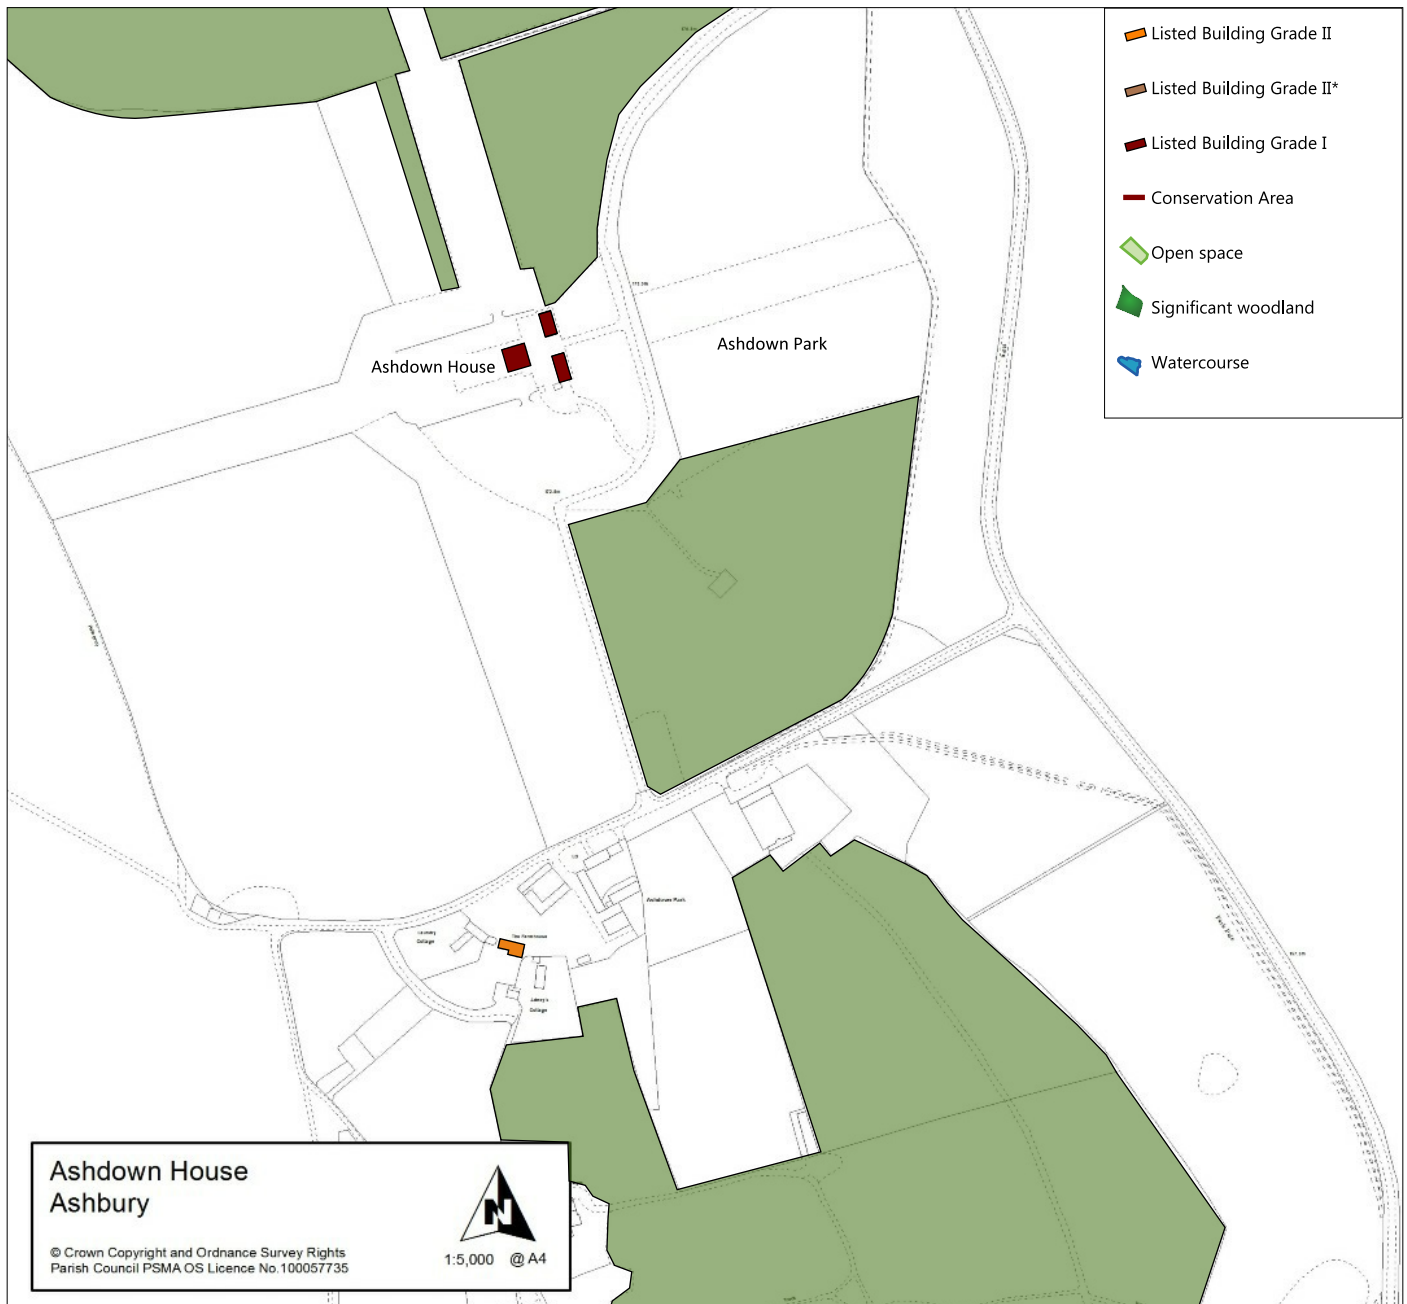 Listed Building Grade II
Listed Building Grade II*
Listed Building Grade I
Conservation Area
Open space
Significant woodland
Watercourse
Ashdown House
Ashdown Park
Cottage
Cottage
Ashdown House
Ashbury
N
© Crown Copyright and Ordnance Survey Rights
Parish Council PSMA OS Licence No.100057735
1:5,000 @ A4